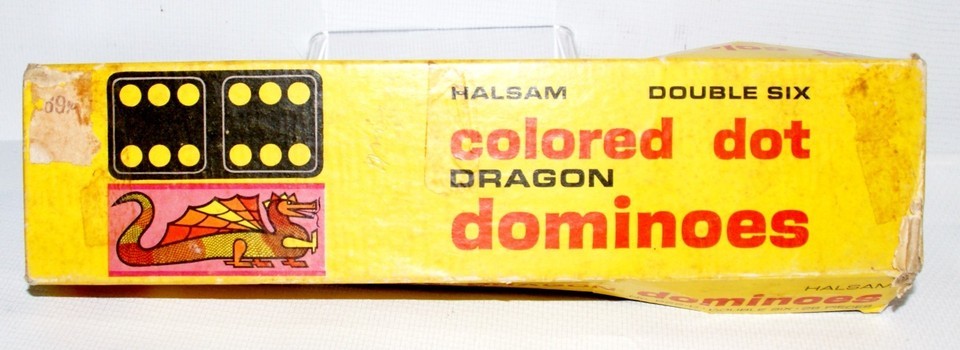 HALSAM DOUBLE SIX
colored dot
DRAGON
dominoes
HALSAM
dominoes